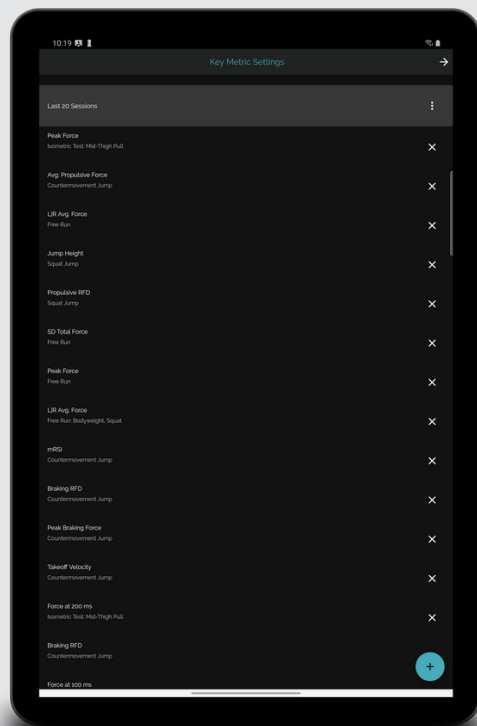 10:19
Key Metric Settings
Last 20 Sessions
Peak Force
Isometric Test: Mid-Thigh Pull
Avg. Propulsive Force
Countermovement Jump
L|R Avg. Force
Free Run
Jump Height
Squat Jump
Propulsive RFD
Squat Jump
SD Total Force
Free Run
Peak Force
Free Run
L|R Avg. Force
Free Run: Bodyweight, Squat
mRSI
Countermovement Jump
Braking RFD
Countermovement Jump
Peak Braking Force
Countermovement Jump
Takeoff Velocity
Countermovement Jump
Force at 200 ms
Isometric Test: Mid-Thigh Pull
Braking RFD
Countermovement Jump
Force at 100 ms